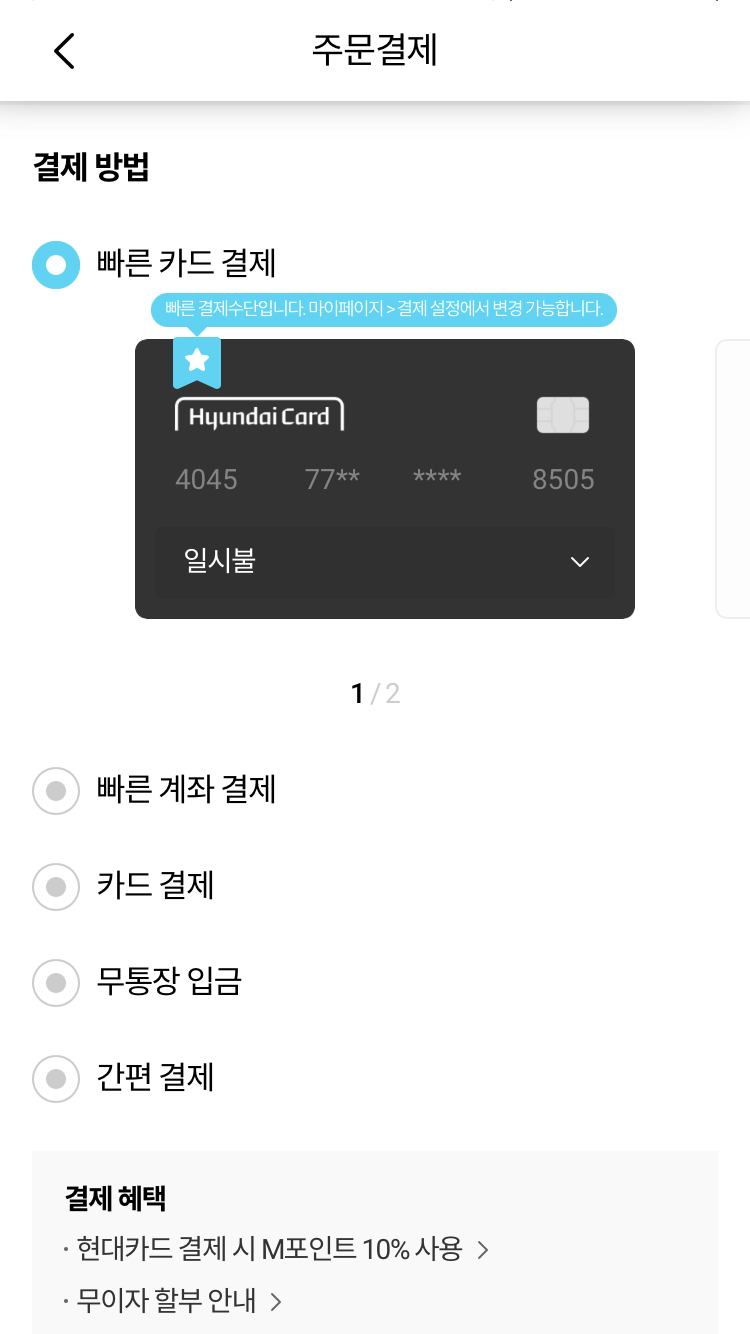 주문결제
결제 방법
빠른 카드 결제
빠른 결제수단입니다. 마이페이지 > 결제 설정에서 변경 가능합니다.
Hyundai Card
4045 77** **** 8505
일시불
1 / 2
빠른 계좌 결제
카드 결제
무통장 입금
간편 결제
결제 혜택
· 현대카드 결제 시 M포인트 10% 사용 >
· 무이자 할부 안내 >